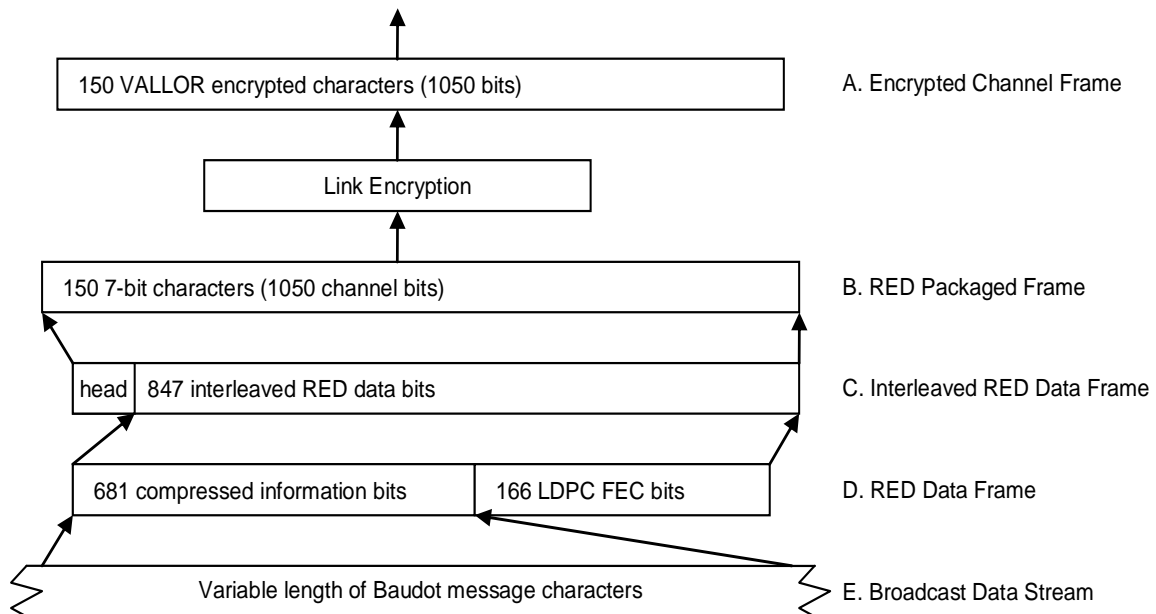 150 VALLOR encrypted characters (1050 bits)
A. Encrypted Channel Frame
Link Encryption
150 7-bit characters (1050 channel bits)
B. RED Packaged Frame
head
847 interleaved RED data bits
C. Interleaved RED Data Frame
681 compressed information bits
166 LDPC FEC bits
D. RED Data Frame
Variable length of Baudot message characters
E. Broadcast Data Stream